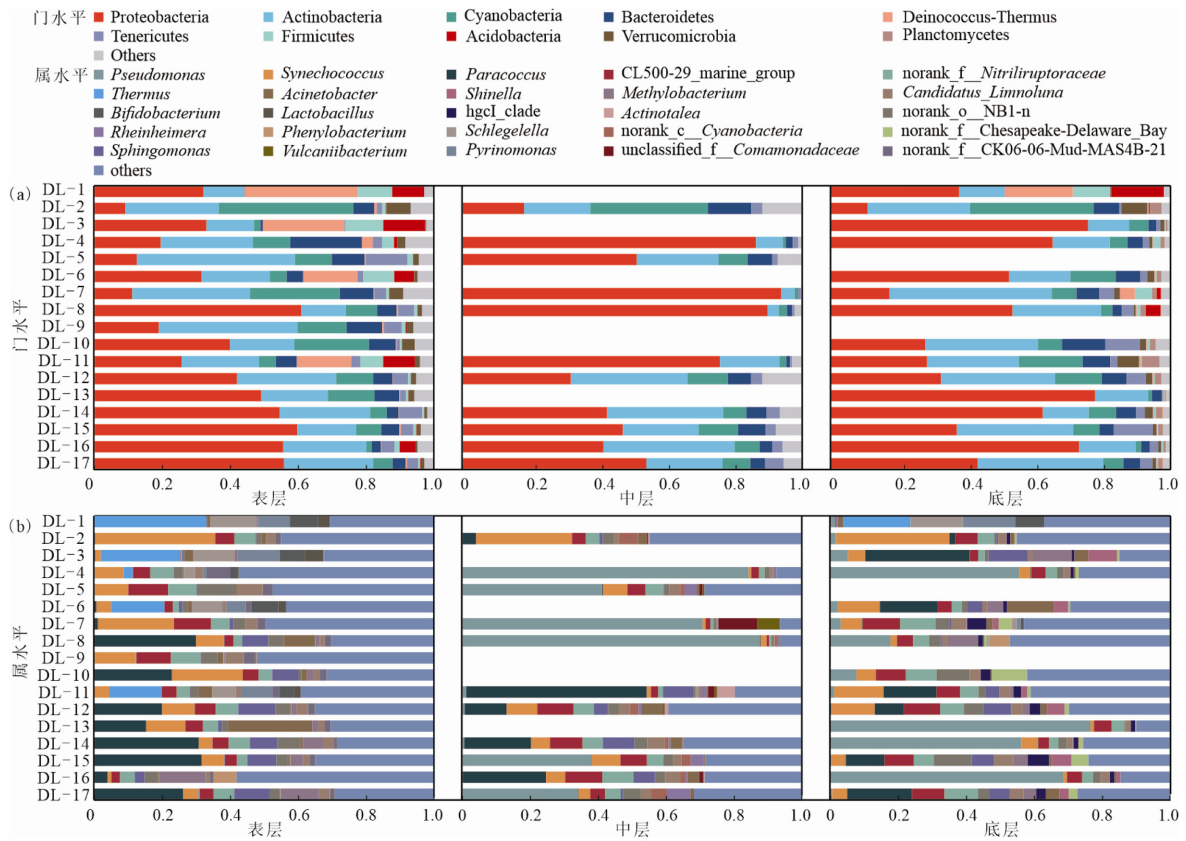 门水平 Proteobacteria Actinobacteria Cyanobacteria Bacteroidetes Deinococcus-Thermus
Tenericutes Firmicutes Acidobacteria Verrucomicrobia Planctomycetes
Others
属水平 Pseudomonas Synechococcus Paracoccus CL500-29_marine_group norank_f__Nitriliruptoraceae
Thermus Acinetobacter Shinella Methylobacterium Candidatus_Limnoluna
Bifidobacterium Lactobacillus hgcI_clade Actinotalea norank_o__NB1-n
Rheinheimera Phenylobacterium Schlegelella norank_c__Cyanobacteria norank_f__Chesapeake-Delaware_Bay
Sphingomonas Vulcaniibacterium Pyrinomonas unclassified_f__Comamonadaceae norank_f__CK06-06-Mud-MAS4B-21
others
(a)
门水平
DL-1
DL-2
DL-3
DL-4
DL-5
DL-6
DL-7
DL-8
DL-9
DL-10
DL-11
DL-12
DL-13
DL-14
DL-15
DL-16
DL-17
0 0.2 0.4 0.6 0.8 1.0 0 0.2 0.4 0.6 0.8 1.0 0 0.2 0.4 0.6 0.8 1.0
表层 中层 底层
(b)
属水平
DL-1
DL-2
DL-3
DL-4
DL-5
DL-6
DL-7
DL-8
DL-9
DL-10
DL-11
DL-12
DL-13
DL-14
DL-15
DL-16
DL-17
0 0.2 0.4 0.6 0.8 1.0 0 0.2 0.4 0.6 0.8 1.0 0 0.2 0.4 0.6 0.8 1.0
表层 中层 底层